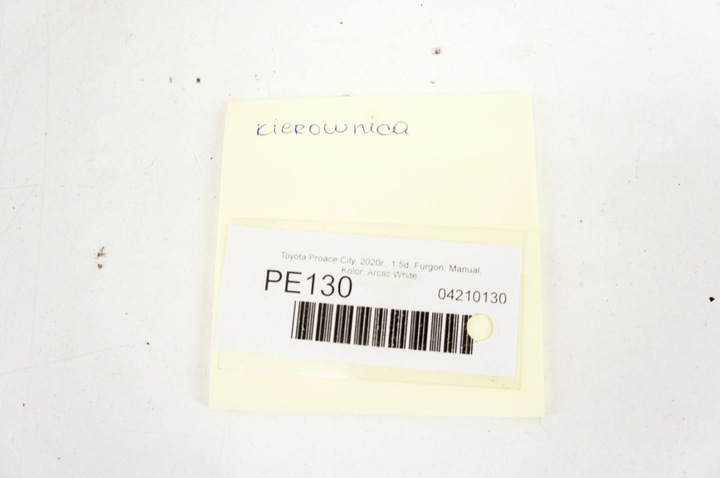 kierownica
Toyota Proace City, 2020r., 1.5d, Furgon, Manual,
Kolor: Arctic White
PE130
04210130